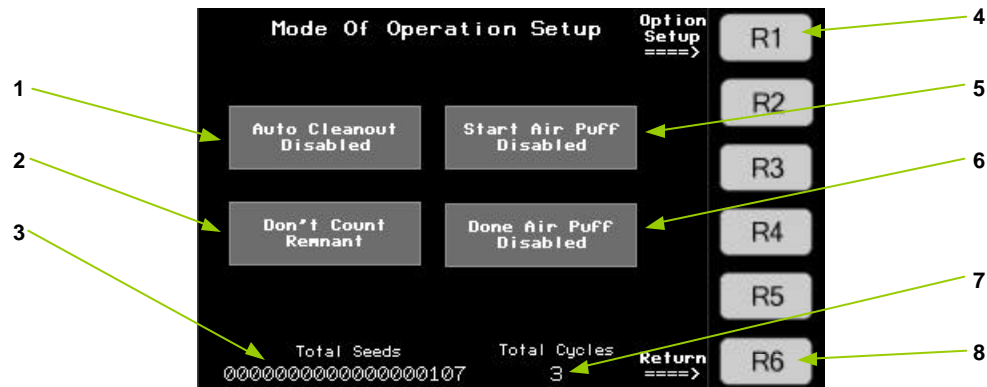 Mode Of Operation Setup
Option
Setup
====>
R1
4
1
R2
5
Auto Cleanout
Disabled
Start Air Puff
Disabled
2
R3
6
3
Don't Count
Remnant
Done Air Puff
Disabled
R4
7
R5
Total Seeds
00000000000000000107
Total Cycles
3
Return
====>
R6
8